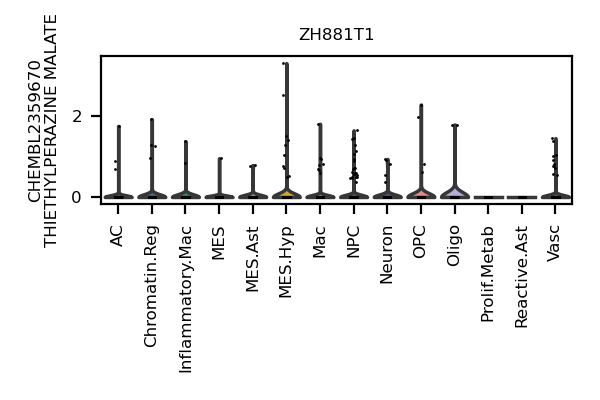 ZH881T1
CHEMBL2359670
THIETHYLPERAZINE MALATE
2
0
AC
Chromatin.Reg
Inflammatory.Mac
MES
MES.Ast
MES.Hyp
Mac
NPC
Neuron
OPC
Oligo
Prolif.Metab
Reactive.Ast
Vasc